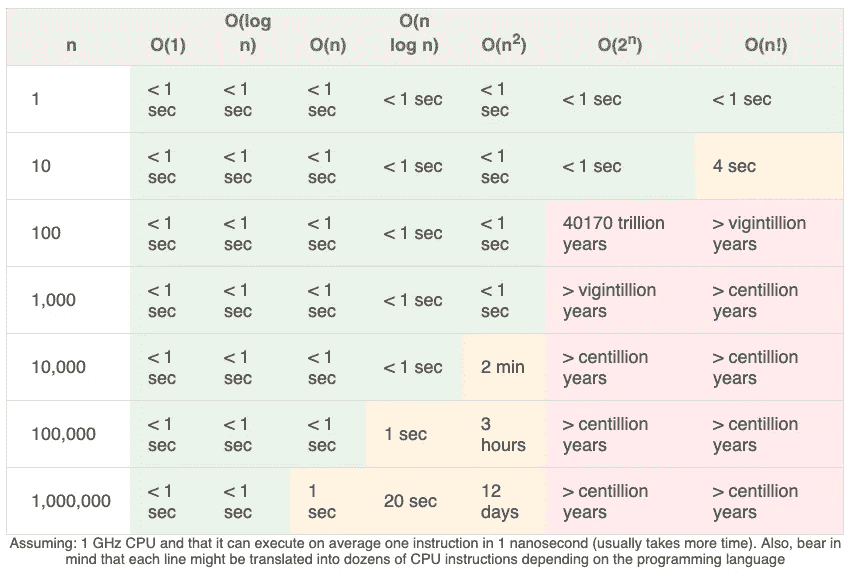 n O(1) O(log n) O(n) O(n log n) O(n²) O(2ⁿ) O(n!)
1 < 1 sec < 1 sec < 1 sec < 1 sec < 1 sec < 1 sec < 1 sec
10 < 1 sec < 1 sec < 1 sec < 1 sec < 1 sec < 1 sec 4 sec
100 < 1 sec < 1 sec < 1 sec < 1 sec < 1 sec 40170 trillion years > vigintillion years
1,000 < 1 sec < 1 sec < 1 sec < 1 sec < 1 sec > vigintillion years > centillion years
10,000 < 1 sec < 1 sec < 1 sec < 1 sec 2 min > centillion years > centillion years
100,000 < 1 sec < 1 sec < 1 sec 1 sec 3 hours > centillion years > centillion years
1,000,000 < 1 sec < 1 sec 1 sec 20 sec 12 days > centillion years > centillion years
Assuming: 1 GHz CPU and that it can execute on average one instruction in 1 nanosecond (usually takes more time). Also, bear in
mind that each line might be translated into dozens of CPU instructions depending on the programming language